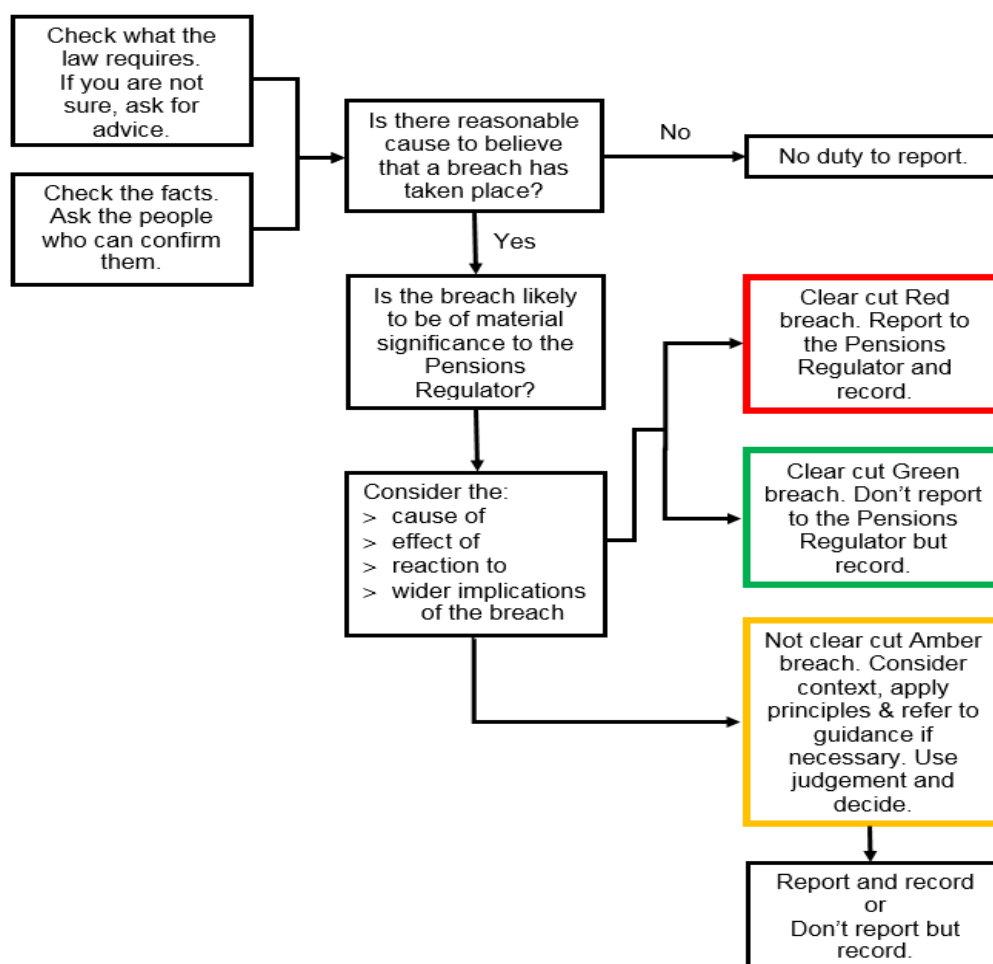 Check what the
law requires.
If you are not
sure, ask for
advice.
Check the facts.
Ask the people
who can confirm
them.
Is there reasonable
cause to believe
that a breach has
taken place?
No
No duty to report.
Yes
Is the breach likely
to be of material
significance to the
Pensions
Regulator?
Consider the:
> cause of
> effect of
> reaction to
> wider implications
of the breach
Clear cut Red
breach. Report to
the Pensions
Regulator and
record.
Clear cut Green
breach. Don’t report
to the Pensions
Regulator but
record.
Not clear cut Amber
breach. Consider
context, apply
principles & refer to
guidance if
necessary. Use
judgement and
decide.
Report and record
or
Don’t report but
record.